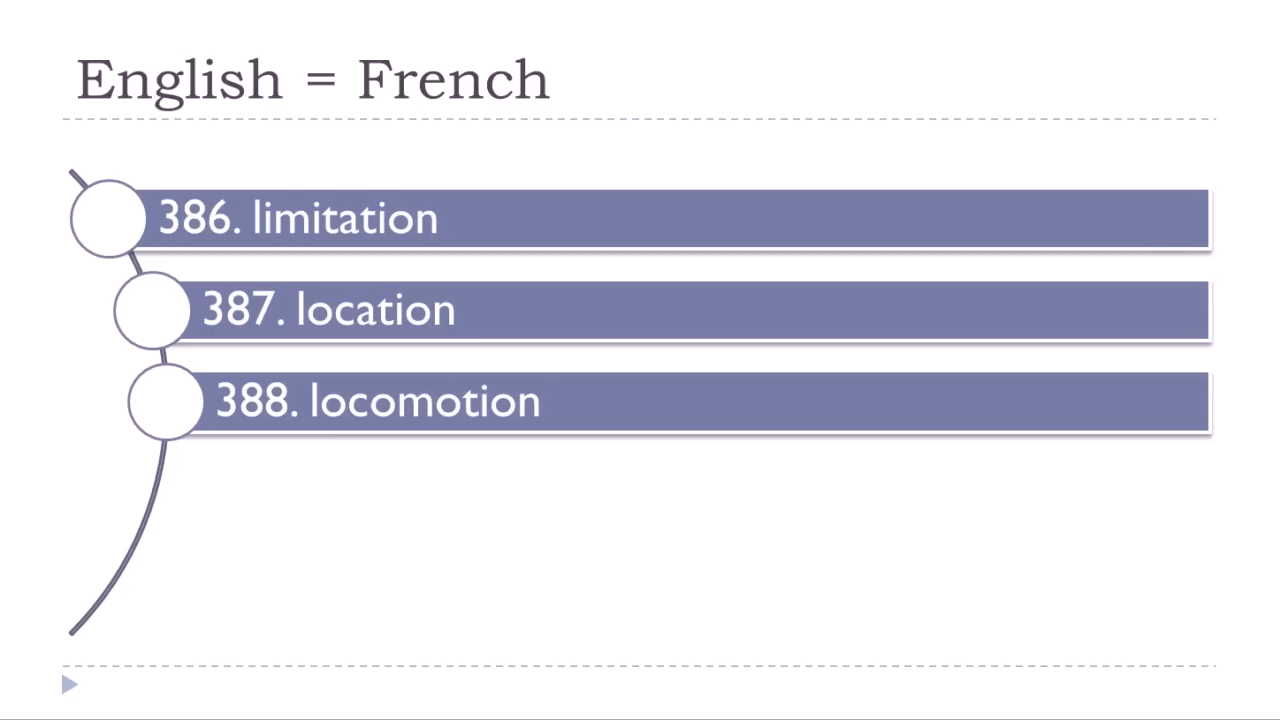 English = French
386. limitation
387. location
388. locomotion